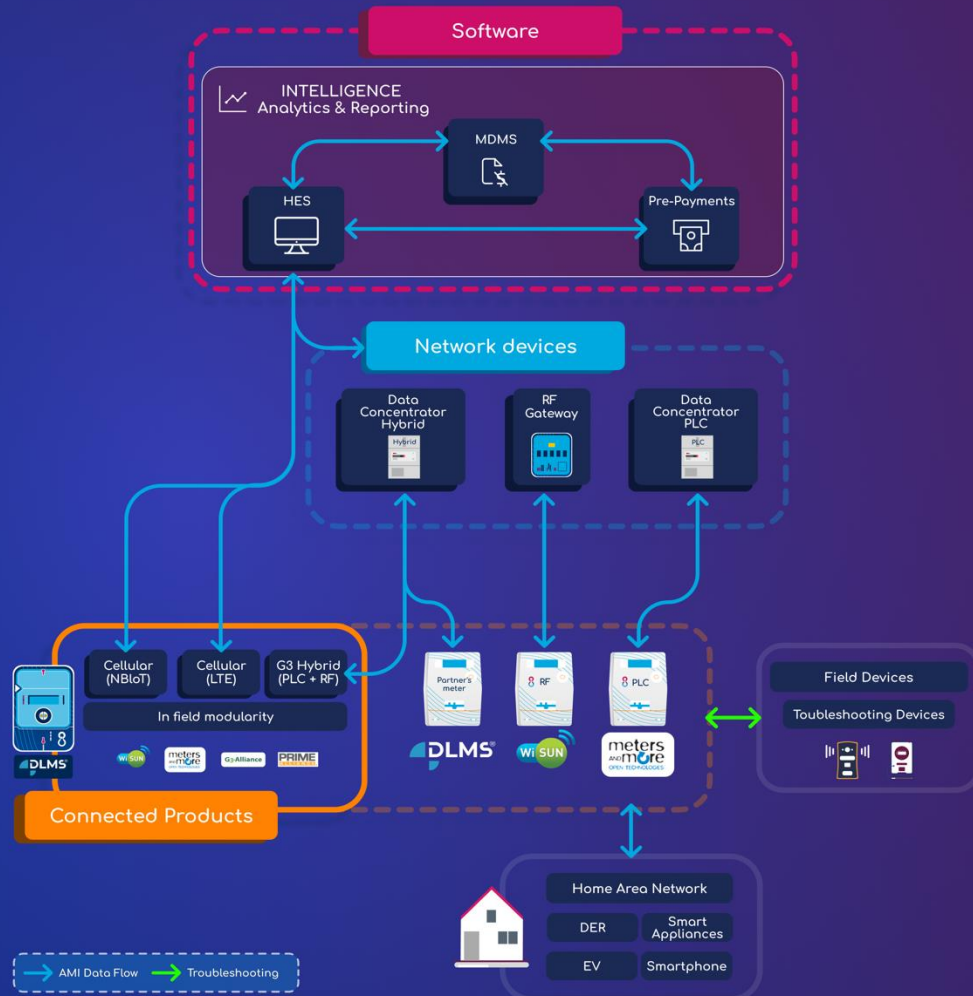 Software
INTELLIGENCE
Analytics & Reporting
MDMS
HES
Pre-Payments
Network devices
Data
Concentrator
Hybrid
Hybrid
RF
Gateway
Data
Concentrator
PLC
PLC
Cellular
(NBIoT)
Cellular
(LTE)
G3 Hybrid
(PLC + RF)
In field modularity
DLMS
Wi SUN
meters
AND more
OPEN TECHNOLOGIES
G3-Alliance
PRIME
Connected Products
Partner's
meter
RF
PLC
DLMS
Wi SUN
meters
AND more
OPEN TECHNOLOGIES
Field Devices
Toubleshooting Devices
Home Area Network
DER
Smart
Appliances
EV
Smartphone
AMI Data Flow
Troubleshooting